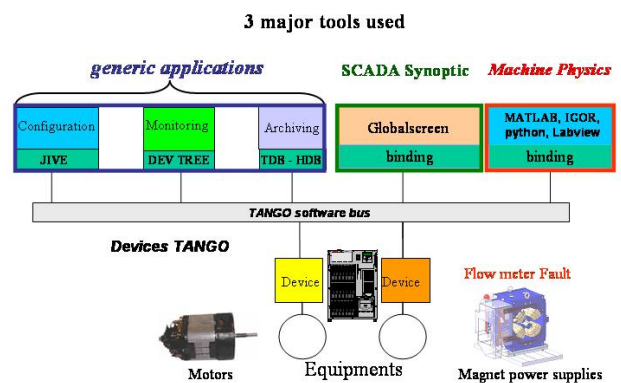 3 major tools used
generic applications
SCADA Synoptic
Machine Physics
Configuration
Monitoring
Archiving
Globalscreen
MATLAB, IGOR,
python, Labview
JIVE
DEV TREE
TDB - HDB
binding
binding
TANGO software bus
Devices TANGO
Device
Device
Flow meter Fault
Motors
Equipments
Magnet power supplies